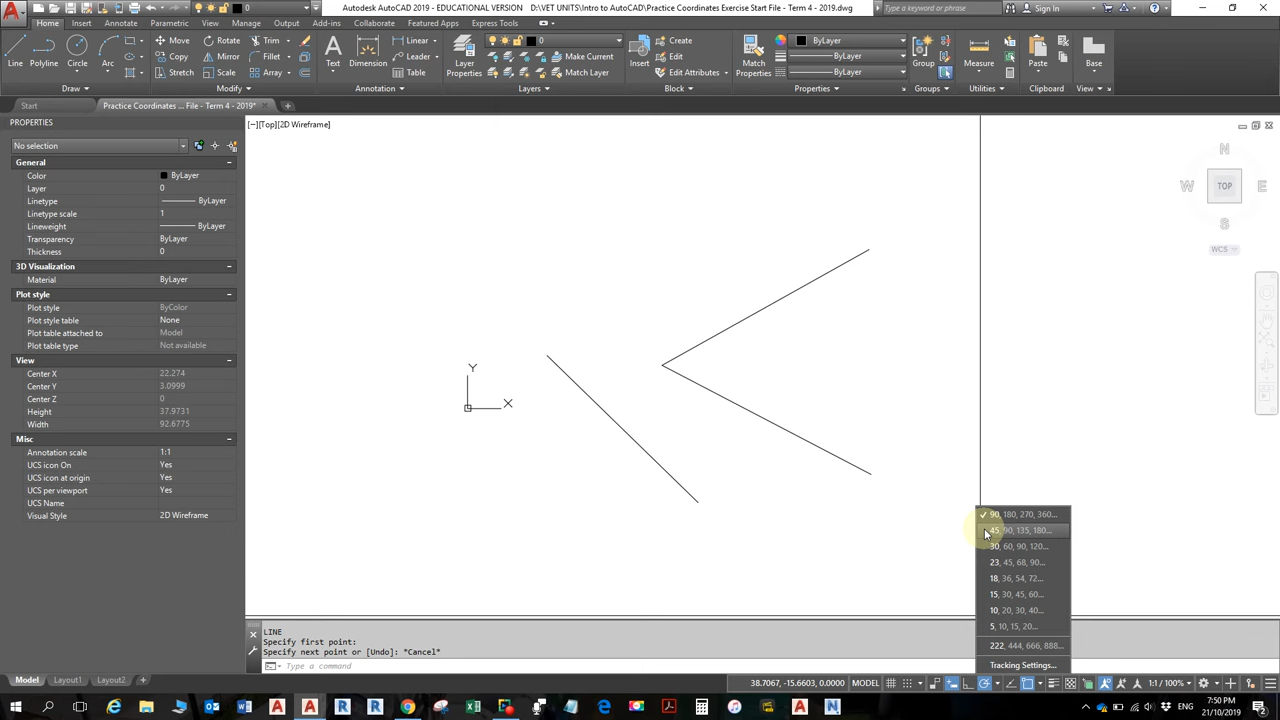 0
Autodesk AutoCAD 2019 - EDUCATIONAL VERSION    D:\VET UNITS\Intro to AutoCAD\Practice Coordinates Exercise Start File - Term 4 - 2019.dwg
Type a keyword or phrase
Sign In
Home Insert Annotate Parametric View Manage Output Add-ins Collaborate Featured Apps Express Tools
Line Polyline Circle Arc
Move Rotate Trim
Copy Mirror Fillet
Stretch Scale Array
Text Dimension
Linear
Leader
Table
Layer Properties
0
Make Current
Match Layer
Insert
Create
Edit
Edit Attributes
Match Properties
ByLayer
ByLayer
ByLayer
Group
Measure
Paste
Base
Draw Modify Annotation Layers Block Properties Groups Utilities Clipboard View
Start
Practice Coordinates ... File - Term 4 - 2019*
PROPERTIES
No selection
General
Color ByLayer
Layer 0
Linetype ByLayer
Linetype scale 1
Lineweight ByLayer
Transparency ByLayer
Thickness 0
3D Visualization
Material ByLayer
Plot style
Plot style ByColor
Plot style table None
Plot table attached to Model
Plot table type Not available
View
Center X 22.274
Center Y 3.0999
Center Z 0
Height 37.9731
Width 92.6775
Misc
Annotation scale 1:1
UCS icon On Yes
UCS icon at origin Yes
UCS per viewport Yes
UCS Name
Visual Style 2D Wireframe
[−][Top][2D Wireframe]
N
W TOP E
S
WCS
Y
X
90, 180, 270, 360...
45, 90, 135, 180...
30, 60, 90, 120...
23, 45, 68, 90...
18, 36, 54, 72...
15, 30, 45, 60...
10, 20, 30, 40...
5, 10, 15, 20...
222, 444, 666, 888...
Tracking Settings...
LINE
Specify first point:
Specify next point or [Undo]: *Cancel*
Type a command
Model Layout1 Layout2
38.7067, -15.6603, 0.0000 MODEL
1:1 / 100%
ENG
7:50 PM
21/10/2019